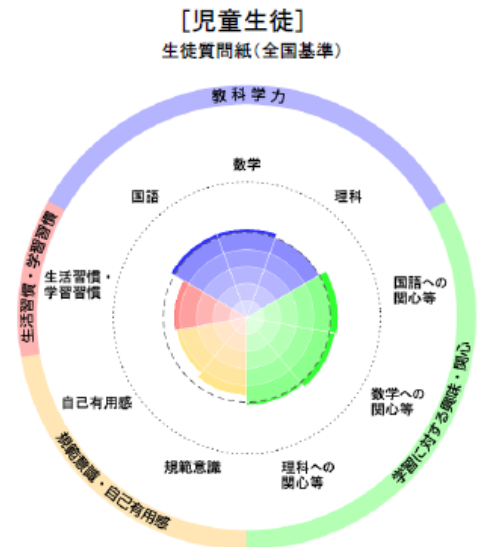 [児童生徒]
生徒質問紙(全国基準)
教科学力
数学
国語
理科
生活習慣・学習習慣
生活習慣・
学習習慣
国語への
関心等
自己有用感
数学への
関心等
規範意識
理科への
関心等
規範意識・自己有用感
学習に対する興味・関心